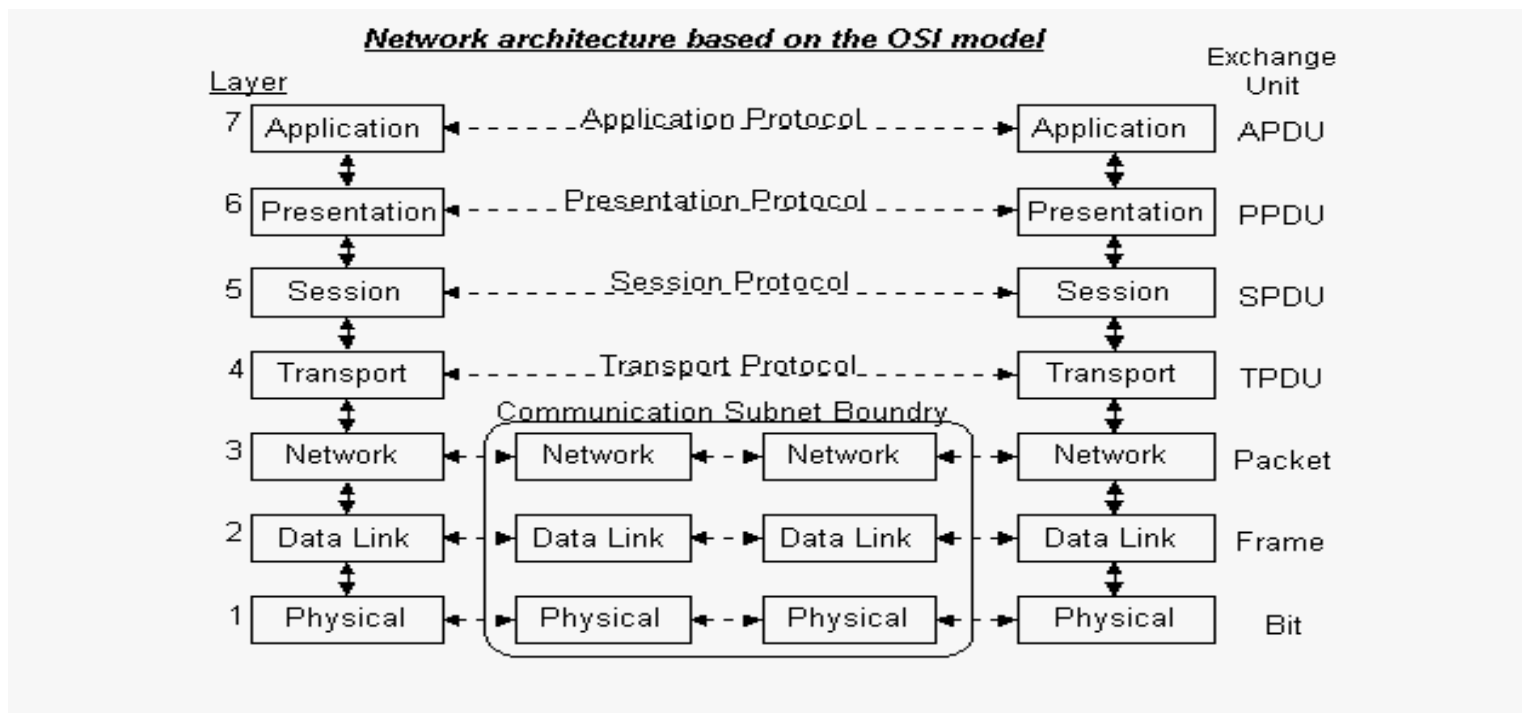 Network architecture based on the OSI model
Exchange
Unit
Layer
7 Application Application Protocol Application APDU
6 Presentation Presentation Protocol Presentation PPDU
5 Session Session Protocol Session SPDU
4 Transport Transport Protocol Transport TPDU
Communication Subnet Boundry
3 Network Network Network Network Packet
2 Data Link Data Link Data Link Data Link Frame
1 Physical Physical Physical Physical Bit